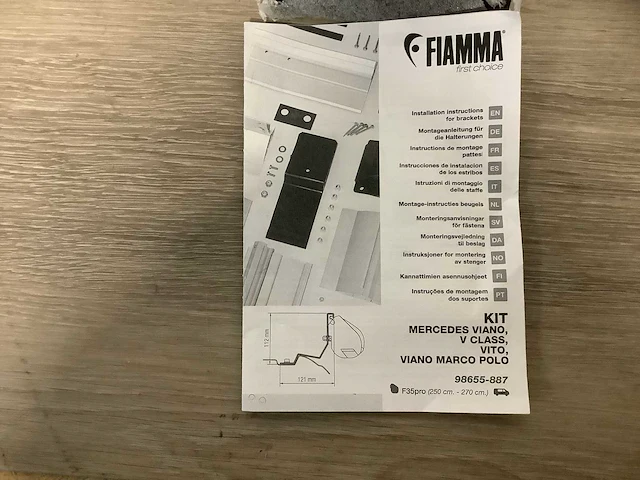 FIAMMA®
first choice
Installation instructions
for brackets
EN
Montageanleitung für
die Halterungen
DE
Instructions de montage
pattes
FR
Instrucciones de instalacion
de los estribos
ES
Istruzioni di montaggio
delle staffe
IT
Montage-instructies beugels
NL
Monteringsanvisningar
för fästena
SV
Monteringsvejledning
til beslag
DA
Instruksjoner for montering
av stenger
NO
Kannattimien asennusohjeet
FI
Instruções de montagem
dos suportes
PT
KIT
MERCEDES VIANO,
V CLASS,
VITO,
VIANO MARCO POLO
98655-887
F35pro (250 cm. - 270 cm.)
112 mm
121 mm